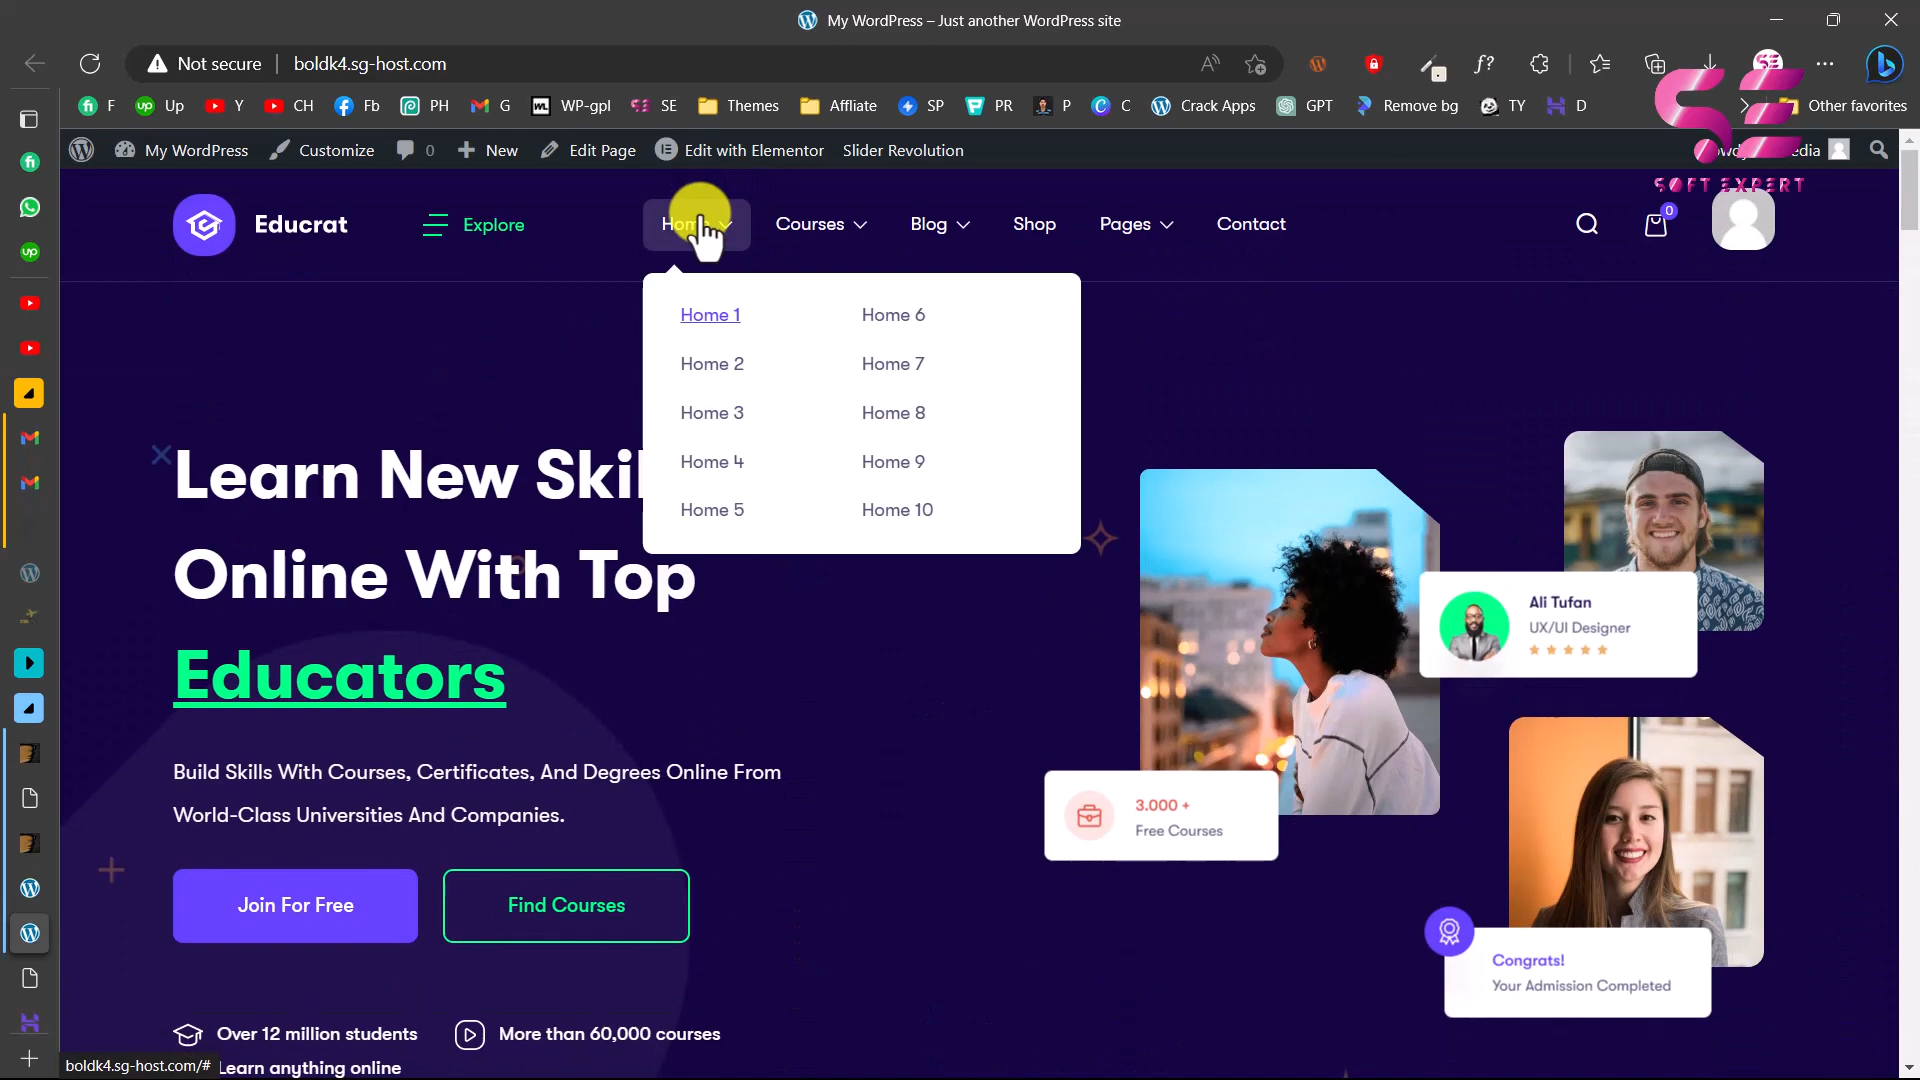 My WordPress – Just another WordPress site
Not secure
boldk4.sg-host.com
F
Up
Y
CH
Fb
PH
G
WP-gpl
SE
Themes
Affliate
SP
PR
P
C
Crack Apps
GPT
Remove bg
TY
D
Other favorites
My WordPress
Customize
0
New
Edit Page
Edit with Elementor
Slider Revolution
SOFT EXPERT
Educrat
Explore
Courses
Blog
Shop
Pages
Contact
0
Home 1
Home 6
Home 2
Home 7
Home 3
Home 8
Home 4
Home 9
Home 5
Home 10
Learn New
Online With Top
Educators
Build Skills With Courses, Certificates, And Degrees Online From
World-Class Universities And Companies.
Join For Free
Find Courses
Over 12 million students
More than 60,000 courses
Learn anything online
Ali Tufan
UX/UI Designer
3.000 +
Free Courses
Congrats!
Your Admission Completed
boldk4.sg-host.com/#